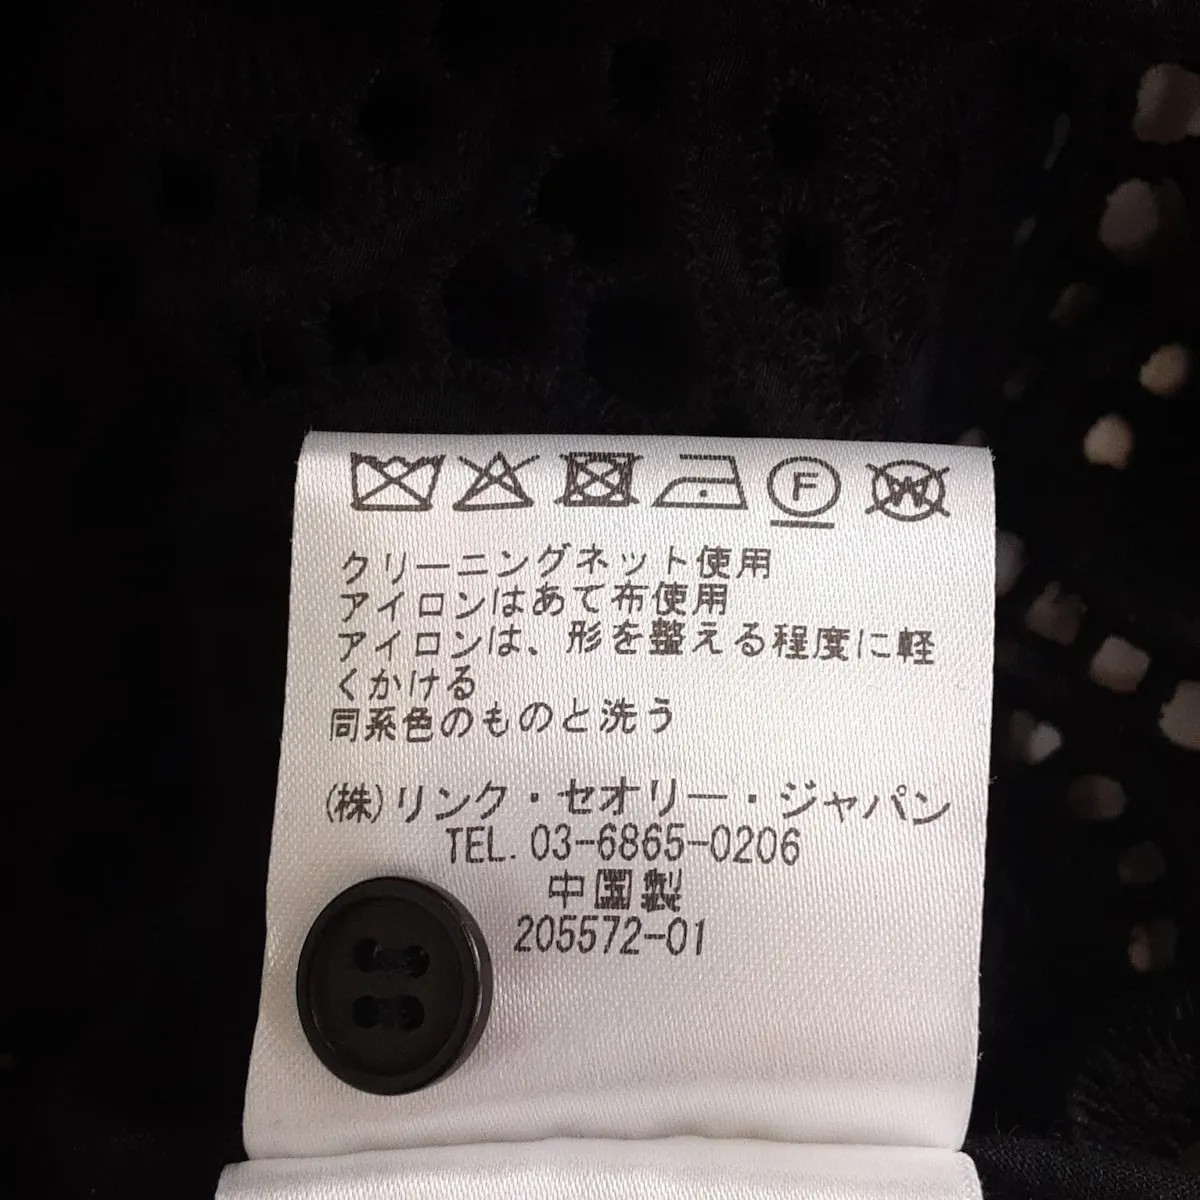 F W
クリーニングネット使用
アイロンはあて布使用
アイロンは、形を整える程度に軽
くかける
同系色のものと洗う
(株)リンク・セオリー・ジャパン
TEL. 03-6865-0206
中国製
205572-01